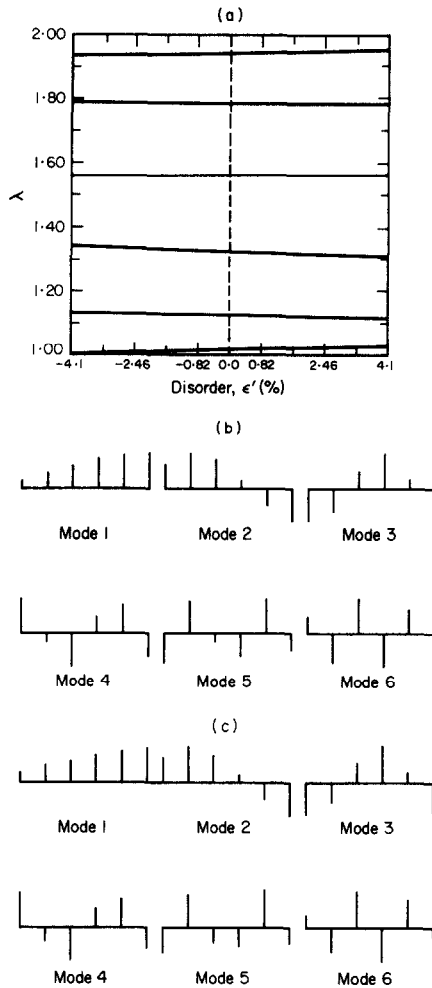 (a)
2·00
1·80
1·60
λ
1·40
1·20
1·00
-4·1 -2·46 -0·82 0·0 0·82 2·46 4·1
Disorder, ϵ′(%)
(b)
Mode 1 Mode 2 Mode 3
Mode 4 Mode 5 Mode 6
(c)
Mode 1 Mode 2 Mode 3
Mode 4 Mode 5 Mode 6